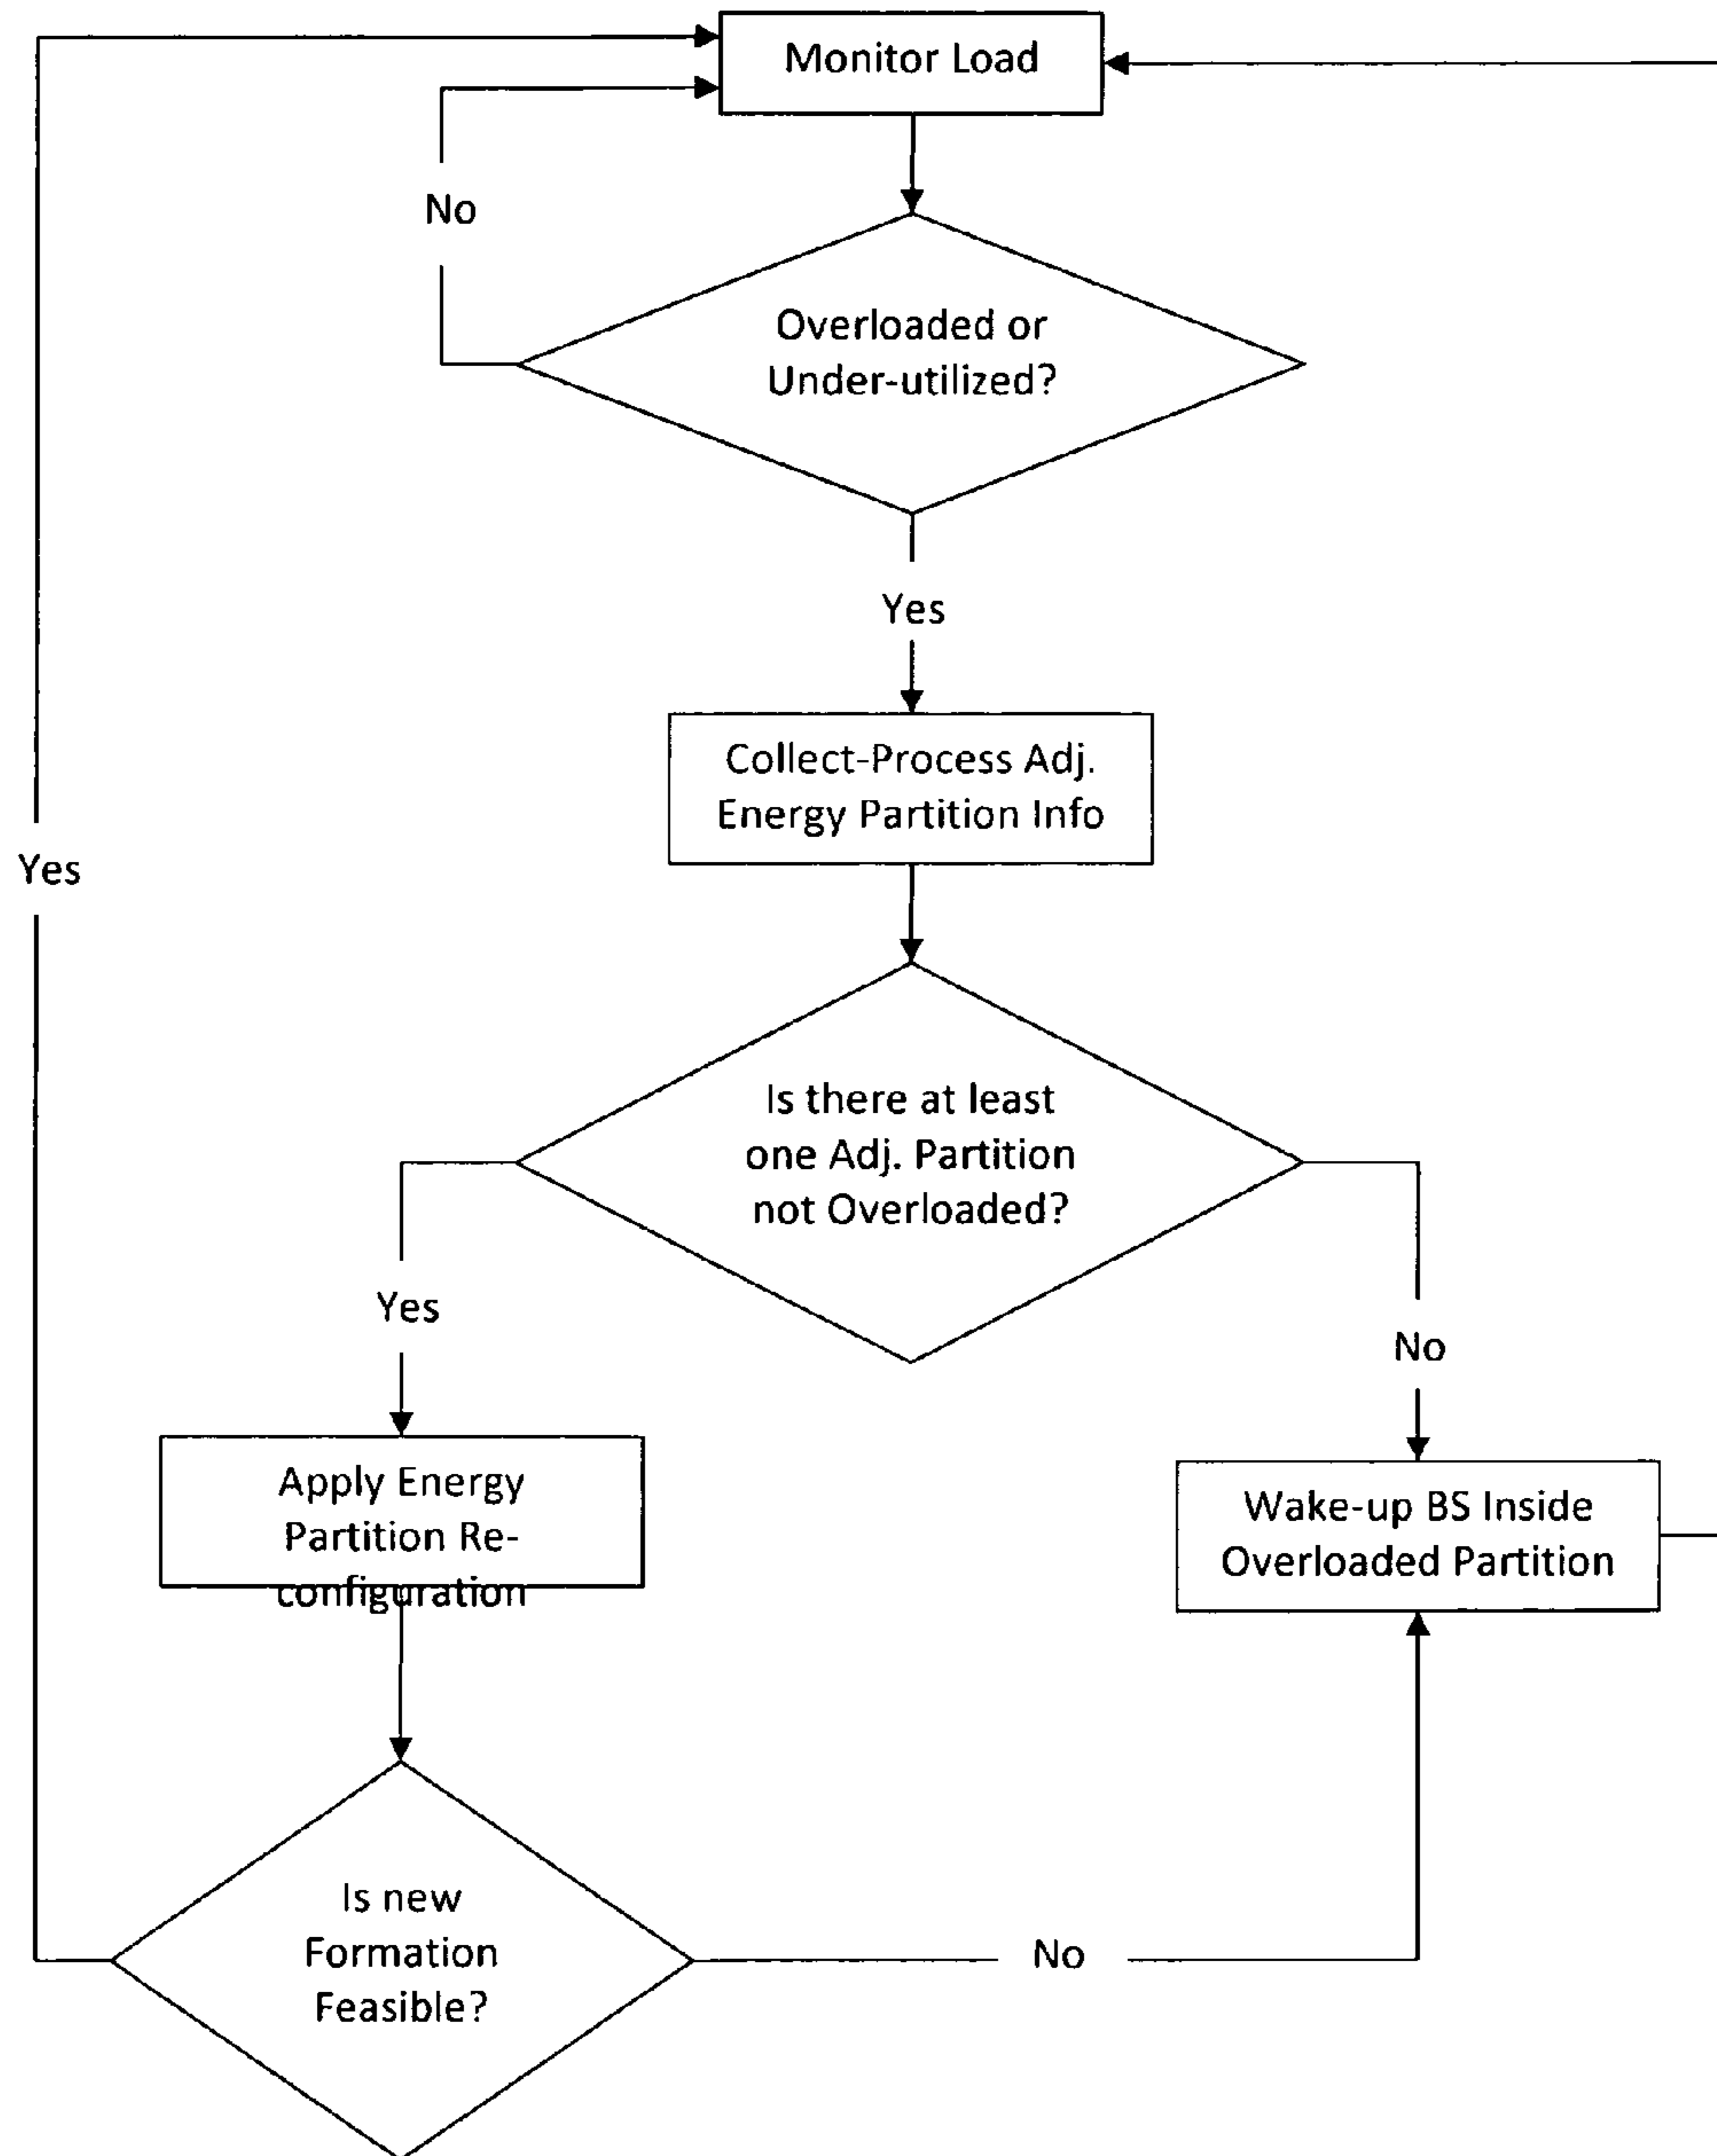 Monitor Load
No
Overloaded or
Under-utilized?
Yes
Collect-Process Adj.
Energy Partition Info
Yes
Is there at least
one Adj. Partition
not Overloaded?
Yes
No
Apply Energy
Partition Re-
configuration
Wake-up BS Inside
Overloaded Partition
Is new
Formation
Feasible?
No